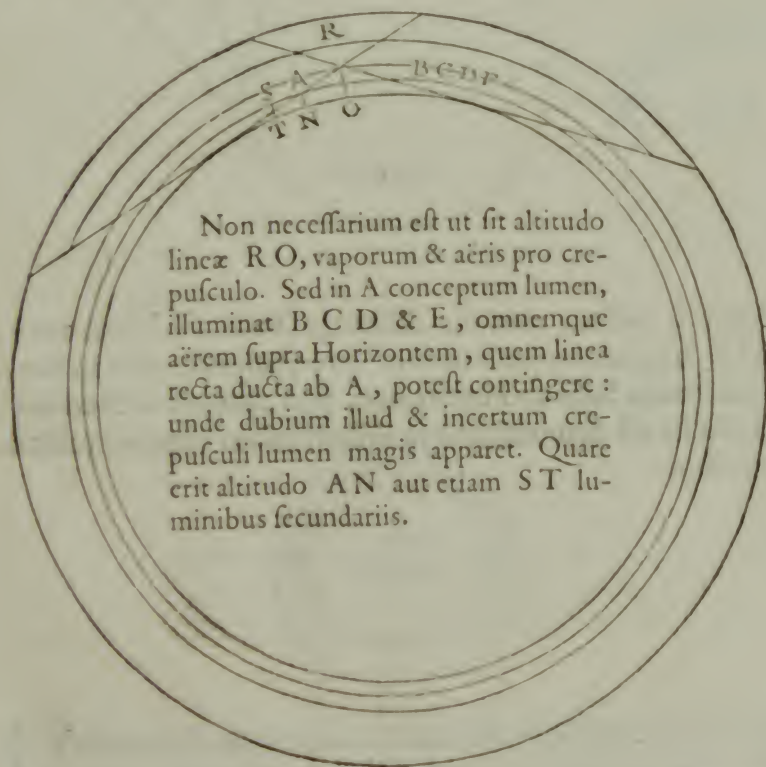 R
S A B C D E
T N O
Non neceſſarium eſt ut ſit altitudo
lineæ R O, vaporum & aëris pro cre-
puſculo. Sed in A conceptum lumen,
illuminat B C D & E, omnemque
aërem ſupra Horizontem, quem linea
recta ducta ab A, poteſt contingere:
unde dubium illud & incertum cre-
puſculi lumen magis apparet. Quare
erit altitudo A N aut etiam S T lu-
minibus ſecundariis.